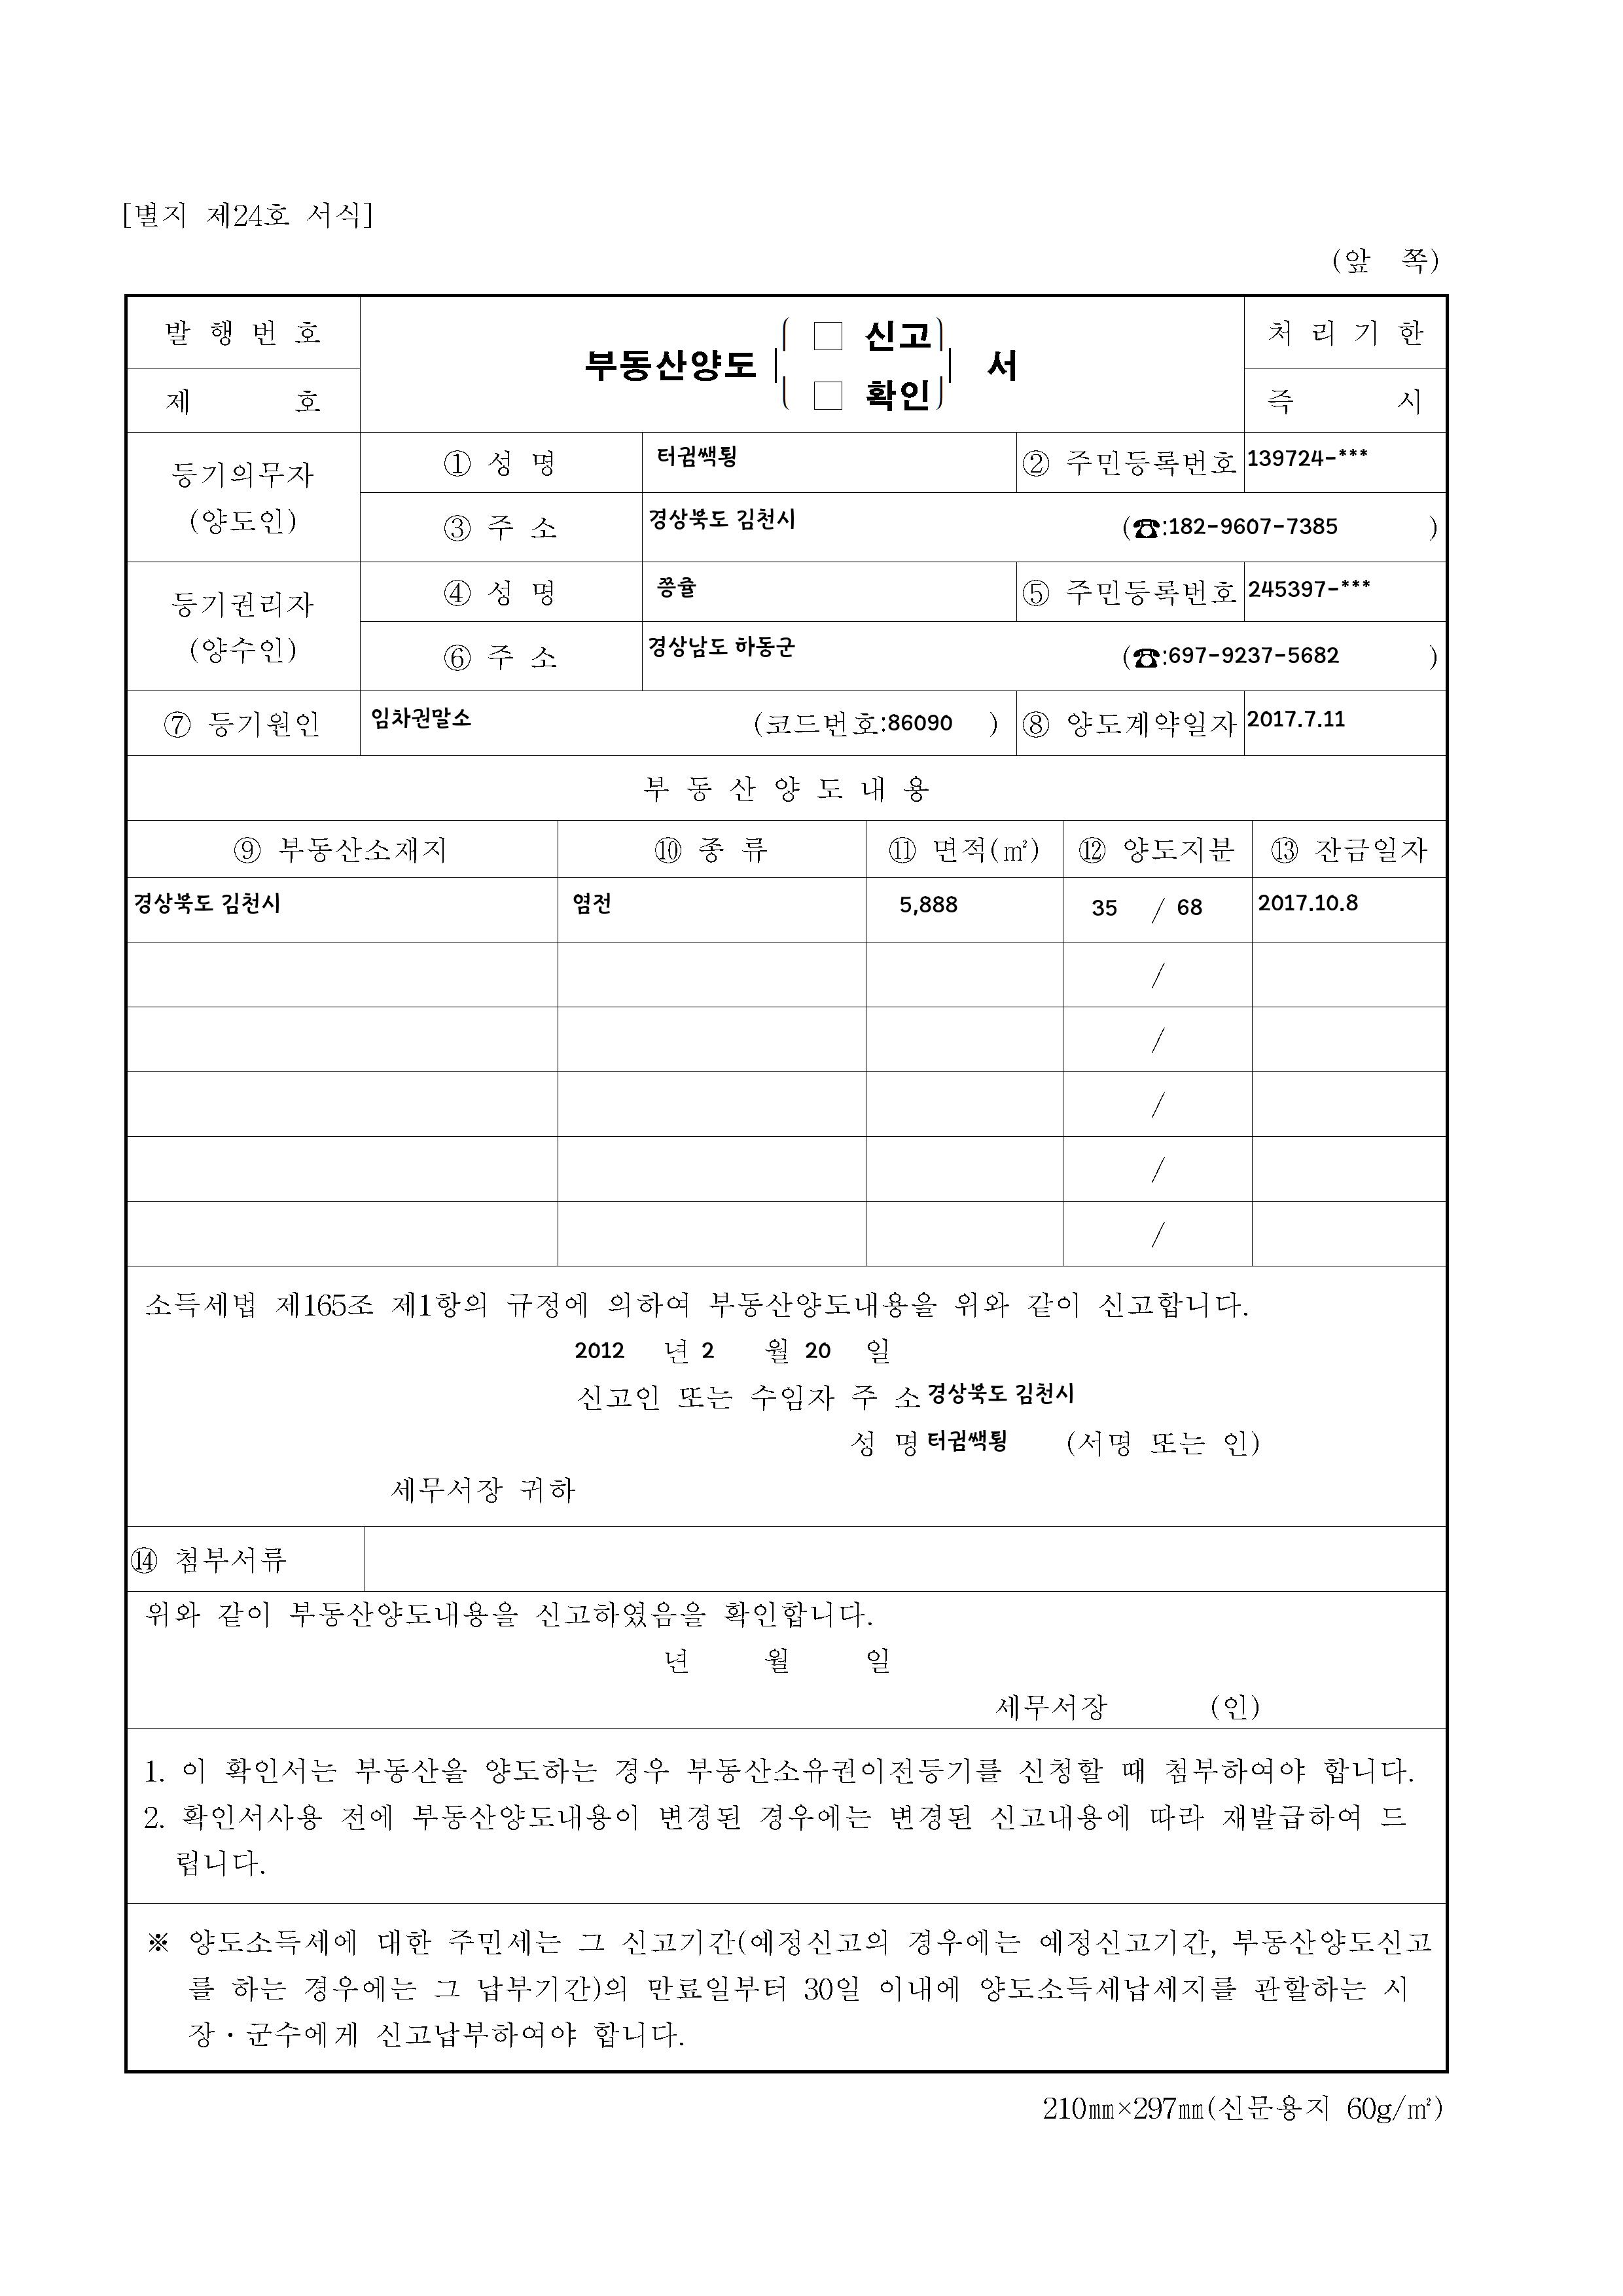 [별지 제24호 서식]
(앞 쪽)
발 행 번 호
제 호
부동산양도 □ 신고 □ 확인 서
처 리 기 한
즉 시
등기의무자
(양도인)
① 성 명 터귐쌕튕 ② 주민등록번호 139724-***
③ 주 소 경상북도 김천시 (☎:182-9607-7385 )
등기권리자
(양수인)
④ 성 명 쫑귤 ⑤ 주민등록번호 245397-***
⑥ 주 소 경상남도 하동군 (☎:697-9237-5682 )
⑦ 등기원인 임차권말소 (코드번호:86090 ) ⑧ 양도계약일자 2017.7.11
부 동 산 양 도 내 용
⑨ 부동산소재지 ⑩ 종 류 ⑪ 면적(㎡) ⑫ 양도지분 ⑬ 잔금일자
경상북도 김천시 염전 5,888 35 / 68 2017.10.8
/
/
/
/
/
소득세법 제165조 제1항의 규정에 의하여 부동산양도내용을 위와 같이 신고합니다.
2012 년 2 월 20 일
신고인 또는 수임자 주 소 경상북도 김천시
성 명 터귐쌕튕 (서명 또는 인)
세무서장 귀하
⑭ 첨부서류
위와 같이 부동산양도내용을 신고하였음을 확인합니다.
년 월 일
세무서장 (인)
1. 이 확인서는 부동산을 양도하는 경우 부동산소유권이전등기를 신청할 때 첨부하여야 합니다.
2. 확인서사용 전에 부동산양도내용이 변경된 경우에는 변경된 신고내용에 따라 재발급하여 드
립니다.
※ 양도소득세에 대한 주민세는 그 신고기간(예정신고의 경우에는 예정신고기간, 부동산양도신고
를 하는 경우에는 그 납부기간)의 만료일부터 30일 이내에 양도소득세납세지를 관할하는 시
장·군수에게 신고납부하여야 합니다.
210㎜×297㎜(신문용지 60g/㎡)